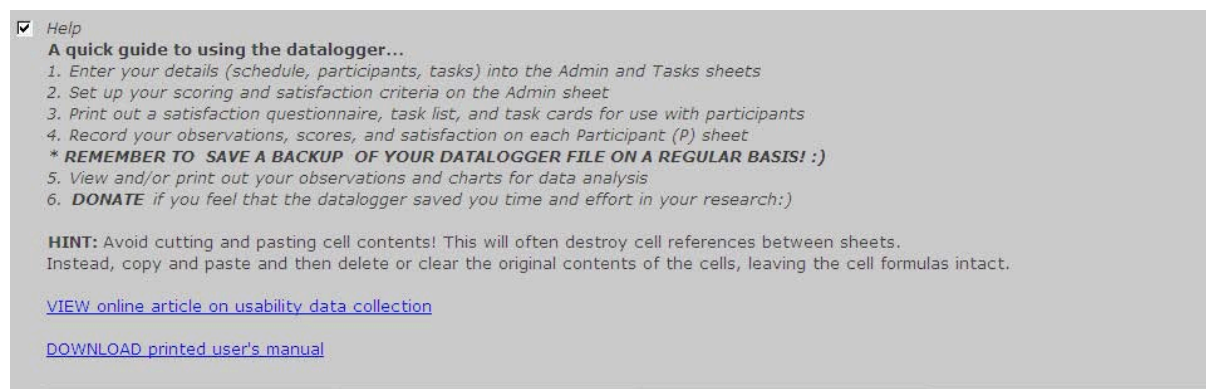 Help
A quick guide to using the datalogger...
1. Enter your details (schedule, participants, tasks) into the Admin and Tasks sheets
2. Set up your scoring and satisfaction criteria on the Admin sheet
3. Print out a satisfaction questionnaire, task list, and task cards for use with participants
4. Record your observations, scores, and satisfaction on each Participant (P) sheet
* REMEMBER TO SAVE A BACKUP OF YOUR DATALOGGER FILE ON A REGULAR BASIS! :)
5. View and/or print out your observations and charts for data analysis
6. DONATE if you feel that the datalogger saved you time and effort in your research:)
HINT: Avoid cutting and pasting cell contents! This will often destroy cell references between sheets.
Instead, copy and paste and then delete or clear the original contents of the cells, leaving the cell formulas intact.
VIEW online article on usability data collection
DOWNLOAD printed user's manual